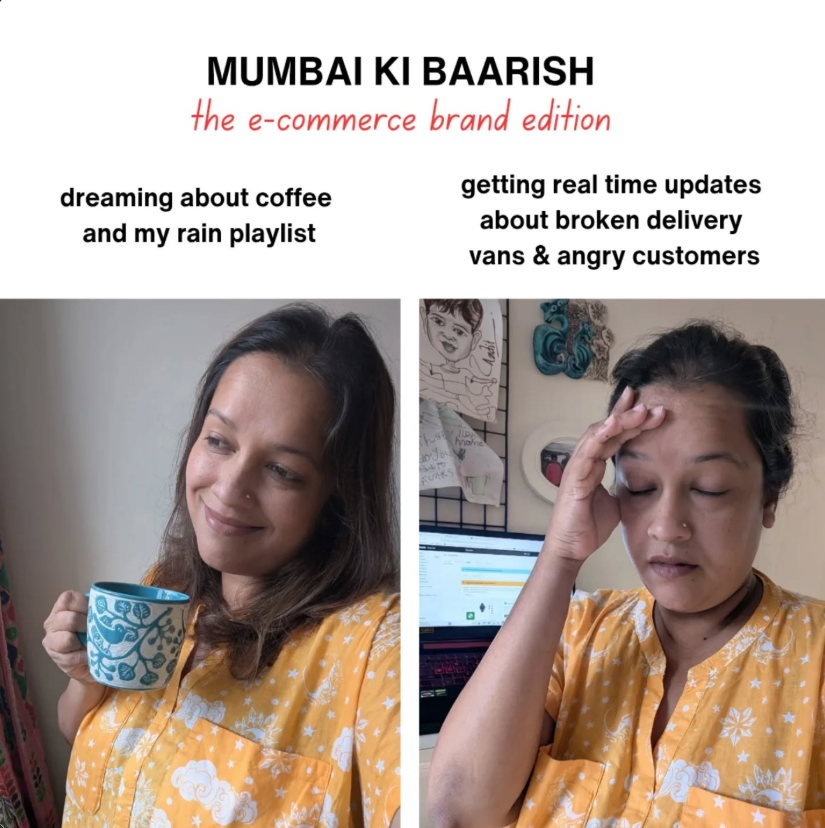 MUMBAI KI BAARISH
the e-commerce brand edition
dreaming about coffee
and my rain playlist
getting real time updates
about broken delivery
vans & angry customers